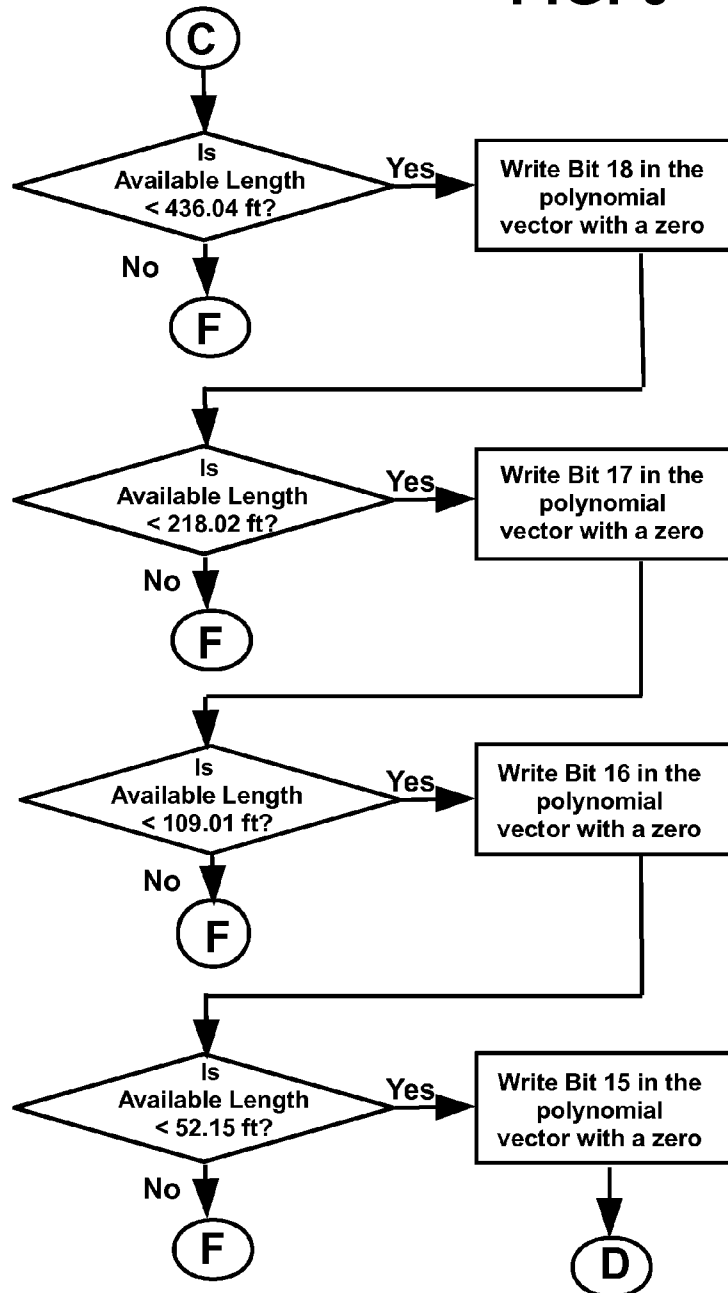 C
Is
Available Length
< 436.04 ft?
Yes
Write Bit 18 in the
polynomial
vector with a zero
No
F
Is
Available Length
< 218.02 ft?
Yes
Write Bit 17 in the
polynomial
vector with a zero
No
F
Is
Available Length
< 109.01 ft?
Yes
Write Bit 16 in the
polynomial
vector with a zero
No
F
Is
Available Length
< 52.15 ft?
Yes
Write Bit 15 in the
polynomial
vector with a zero
No
F
D